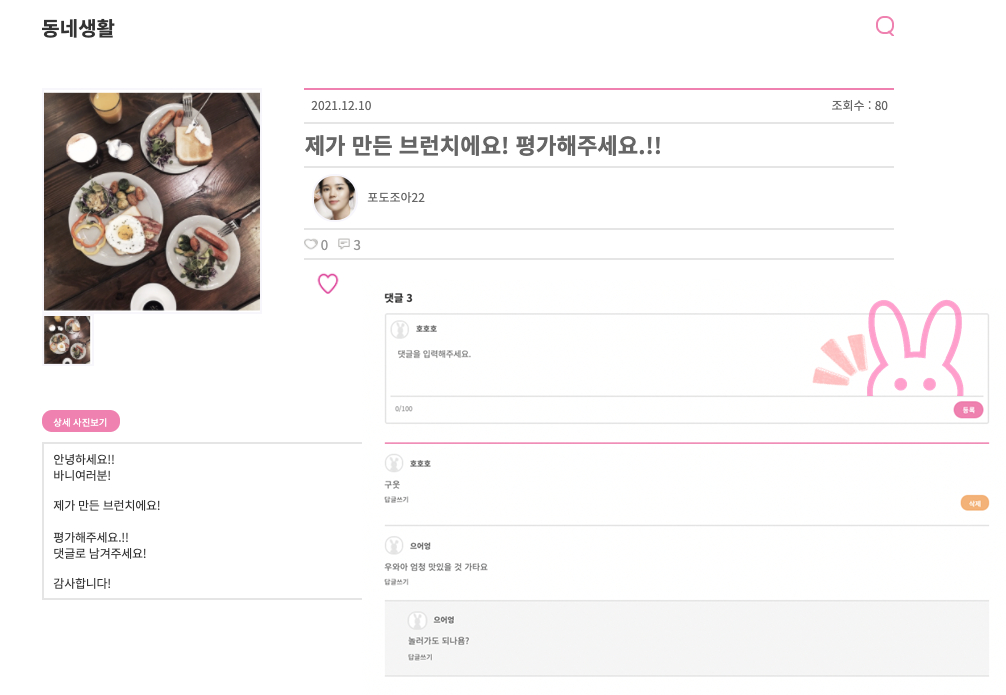 동네생활
2021.12.10
조회수 : 80
제가 만든 브런치에요! 평가해주세요.!!
포도조아22
0
3
댓글 3
호호호
댓글을 입력해주세요.
0/100
등록
상세 사진보기
안녕하세요!!
바니여러분!
제가 만든 브런치에요!
평가해주세요.!!
댓글로 남겨주세요!
감사합니다!
호호호
구웃
답글쓰기
삭제
으어엉
우와아 엄청 맛있을 것 가타요
답글쓰기
으어엉
놀러가도 되나욤?
답글쓰기